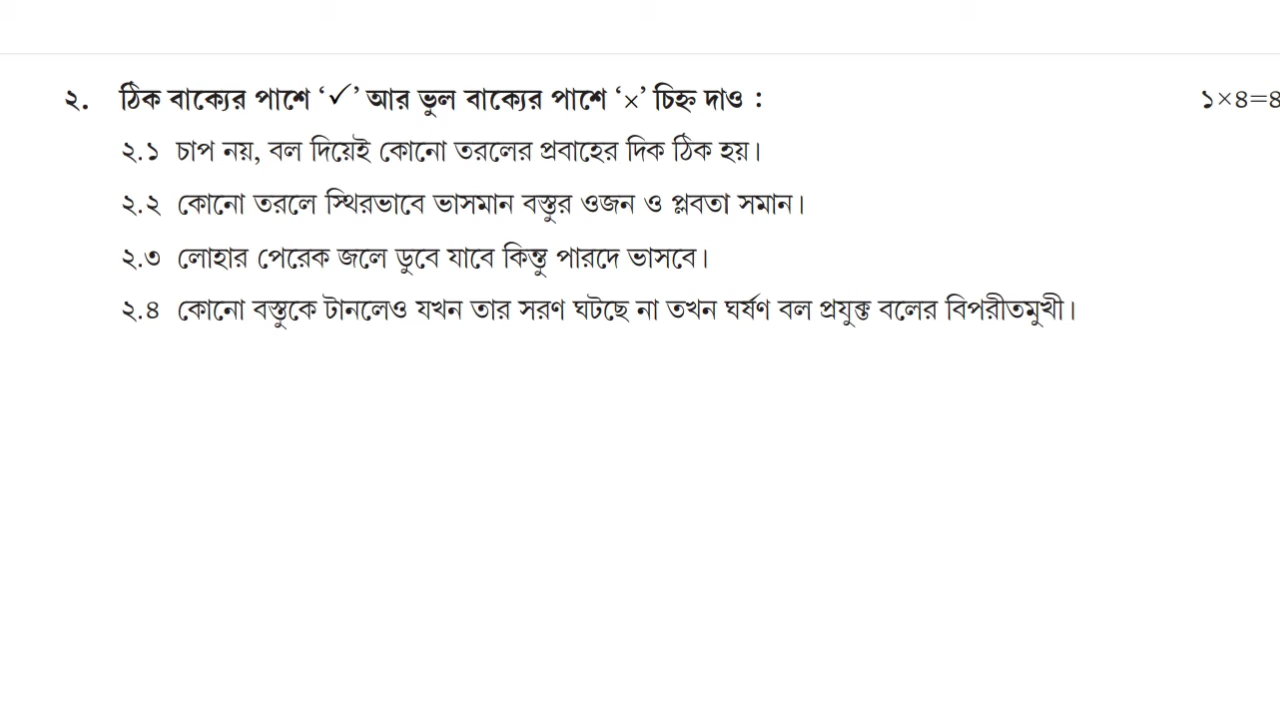 ২. ঠিক বাক্যের পাশে ‘✓’ আর ভুল বাক্যের পাশে ‘×’ চিহ্ন দাও : ১×৪=৪
২.১ চাপ নয়, বল দিয়েই কোনো তরলের প্রবাহের দিক ঠিক হয়।
২.২ কোনো তরলে স্থিরভাবে ভাসমান বস্তুর ওজন ও প্লবতা সমান।
২.৩ লোহার পেরেক জলে ডুবে যাবে কিন্তু পারদে ভাসবে।
২.৪ কোনো বস্তুকে টানলেও যখন তার সরণ ঘটছে না তখন ঘর্ষণ বল প্রযুক্ত বলের বিপরীতমুখী।